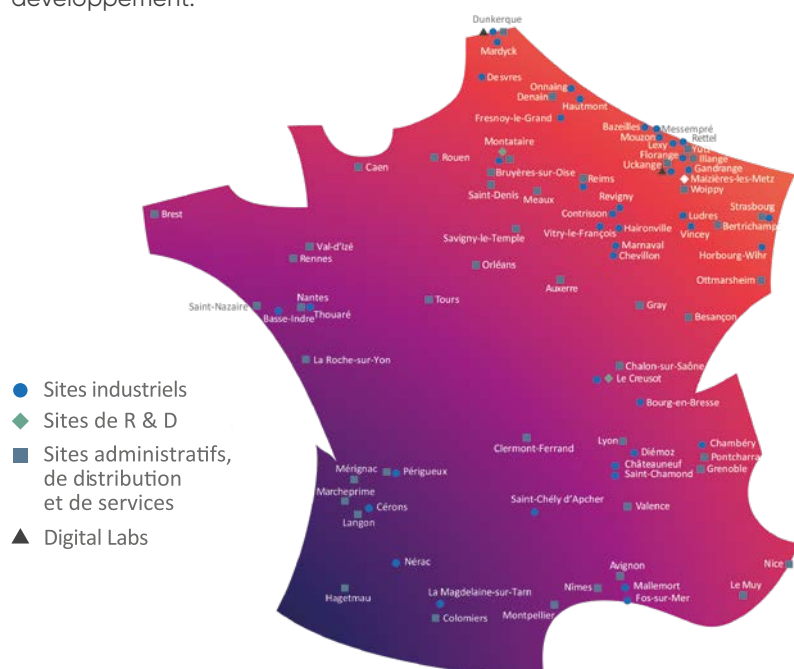 développement.
Dunkerque
Mardyck
Desvres
Onnaing
Denain
Hautmont
Fresnoy-le-Grand
Bazeilles
Messempré
Mouzon
Rettel
Lexy
Yutz
Florange
Illange
Uckange
Gandrange
Maizières-les-Metz
Woippy
Montataire
Rouen
Caen
Bruyères-sur-Oise
Reims
Saint-Denis
Meaux
Revigny
Contrisson
Strasbourg
Ludres
Bertrichamp
Brest
Vitry-le-François
Haironville
Vincey
Savigny-le-Temple
Val-d'Izé
Marnaval
Horbourg-Wihr
Rennes
Chevillon
Orléans
Auxerre
Ottmarsheim
Nantes
Saint-Nazaire
Tours
Gray
Basse-Indre
Thouaré
Besançon
La Roche-sur-Yon
Chalon-sur-Saône
Le Creusot
Sites industriels
Bourg-en-Bresse
Sites de R & D
Sites administratifs,
de distribution
et de services
Digital Labs
Clermont-Ferrand
Lyon
Chambéry
Diémoz
Pontcharra
Châteauneuf
Grenoble
Saint-Chamond
Mérignac
Périgueux
Marcheprime
Saint-Chély d'Apcher
Cérons
Valence
Langon
Nérac
Nice
Avignon
Hagetmau
La Magdelaine-sur-Tarn
Nîmes
Mallemort
Le Muy
Fos-sur-Mer
Colomiers
Montpellier